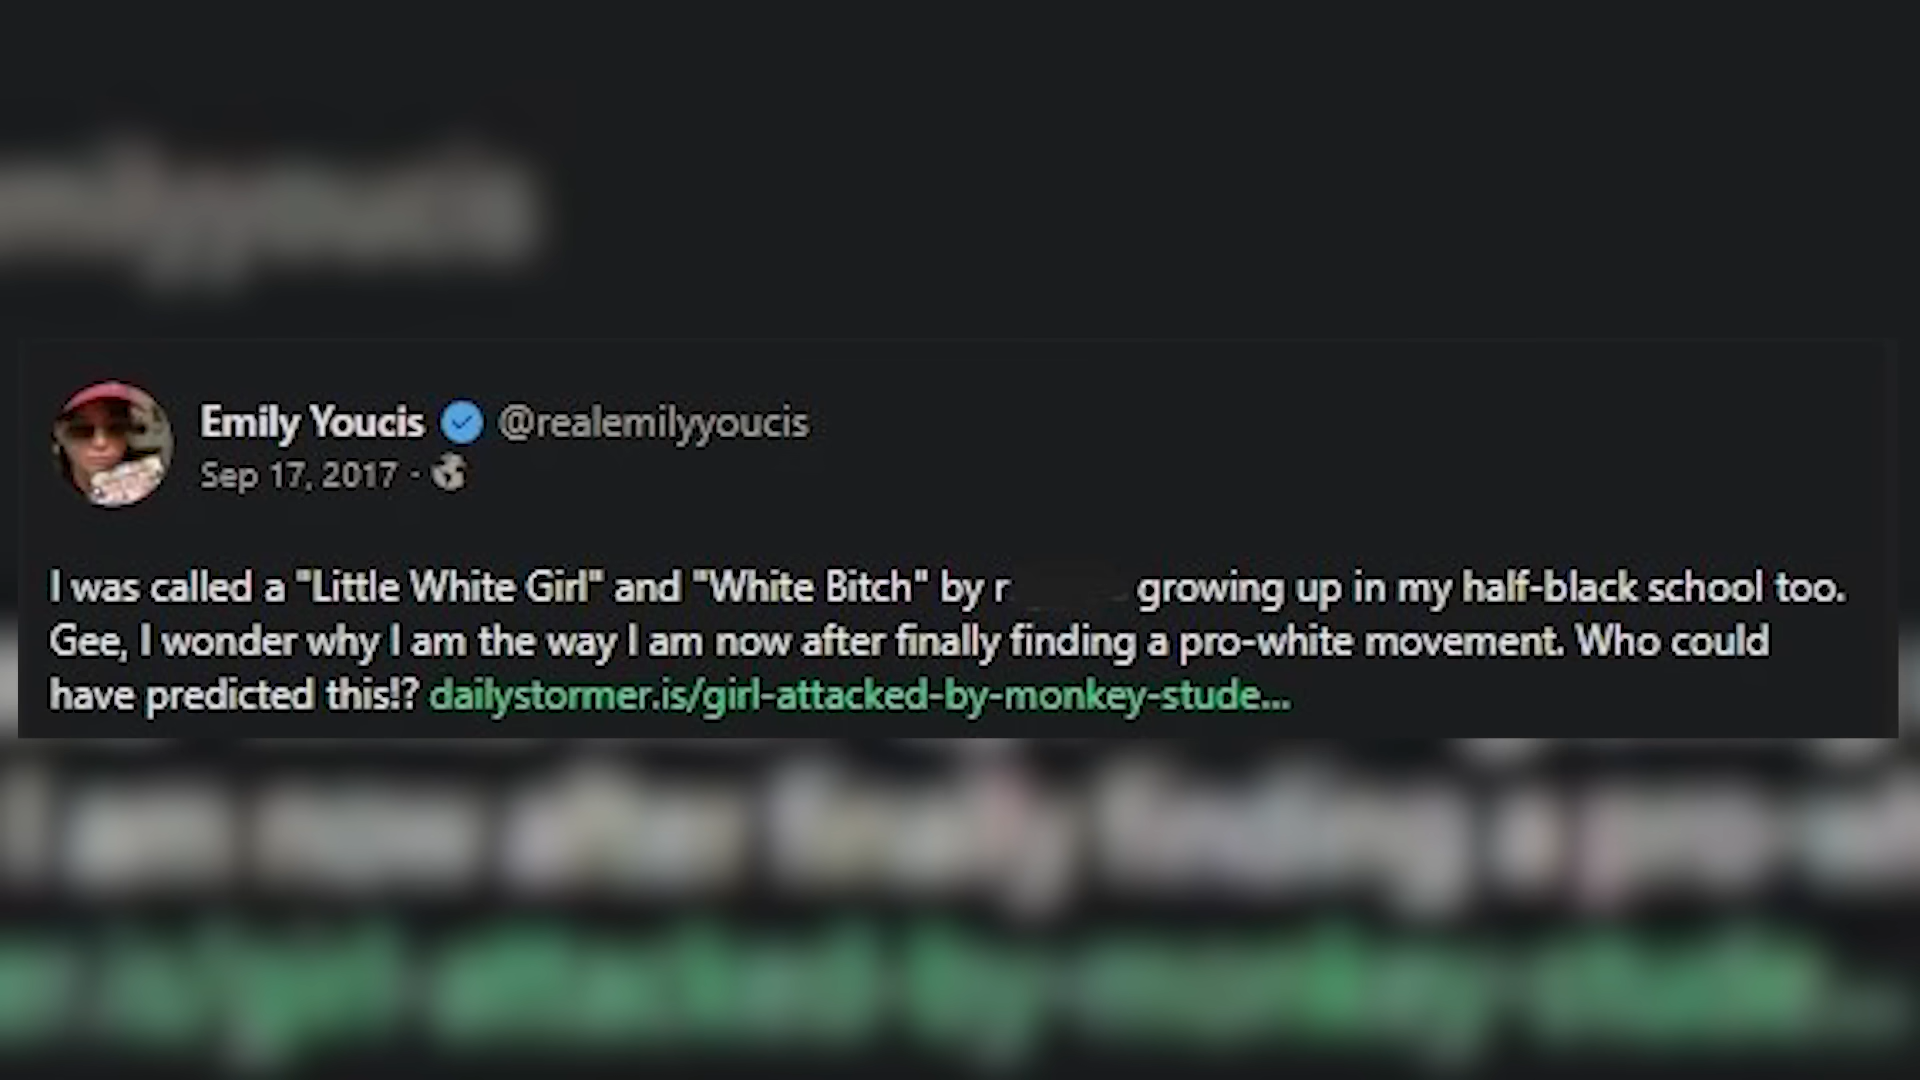 Emily Youcis @realemilyyoucis
Sep 17, 2017 ·
I was called a "Little White Girl" and "White Bitch" by r growing up in my half-black school too.
Gee, I wonder why I am the way I am now after finally finding a pro-white movement. Who could
have predicted this!? dailystormer.is/girl-attacked-by-monkey-stude...